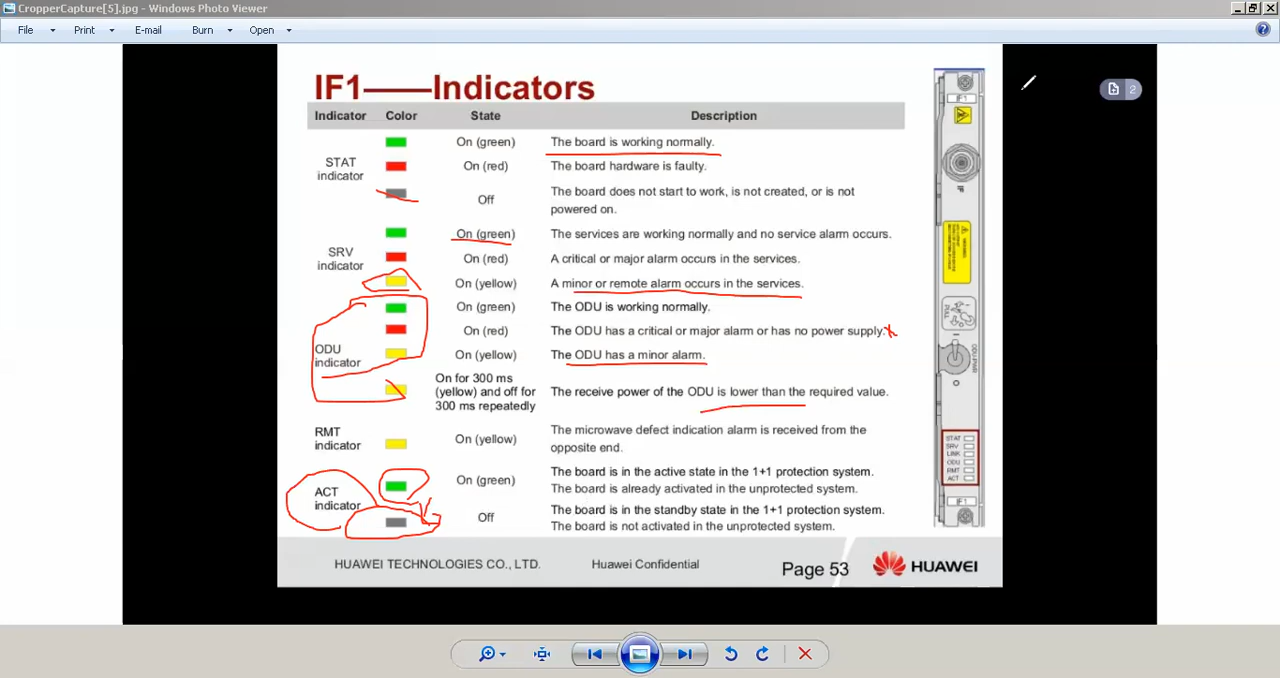 CropperCapture[5].jpg - Windows Photo Viewer
File Print E-mail Burn Open
2
IF1——Indicators
Indicator Color State Description
STAT indicator
On (green) The board is working normally.
On (red) The board hardware is faulty.
Off The board does not start to work, is not created, or is not
powered on.
SRV indicator
On (green) The services are working normally and no service alarm occurs.
On (red) A critical or major alarm occurs in the services.
On (yellow) A minor or remote alarm occurs in the services.
ODU indicator
On (green) The ODU is working normally.
On (red) The ODU has a critical or major alarm or has no power supply.
On (yellow) The ODU has a minor alarm.
On for 300 ms
(yellow) and off for
300 ms repeatedly
The receive power of the ODU is lower than the required value.
RMT
indicator
On (yellow)
The microwave defect indication alarm is received from the
opposite end.
ACT
indicator
On (green)
The board is in the active state in the 1+1 protection system.
The board is already activated in the unprotected system.
Off
The board is in the standby state in the 1+1 protection system.
The board is not activated in the unprotected system.
IF1
IF
PULL
ODU-PWR
STAT
SRV
LINK
ODU
RMT
ACT
IF1
HUAWEI TECHNOLOGIES CO., LTD. Huawei Confidential Page 53 HUAWEI